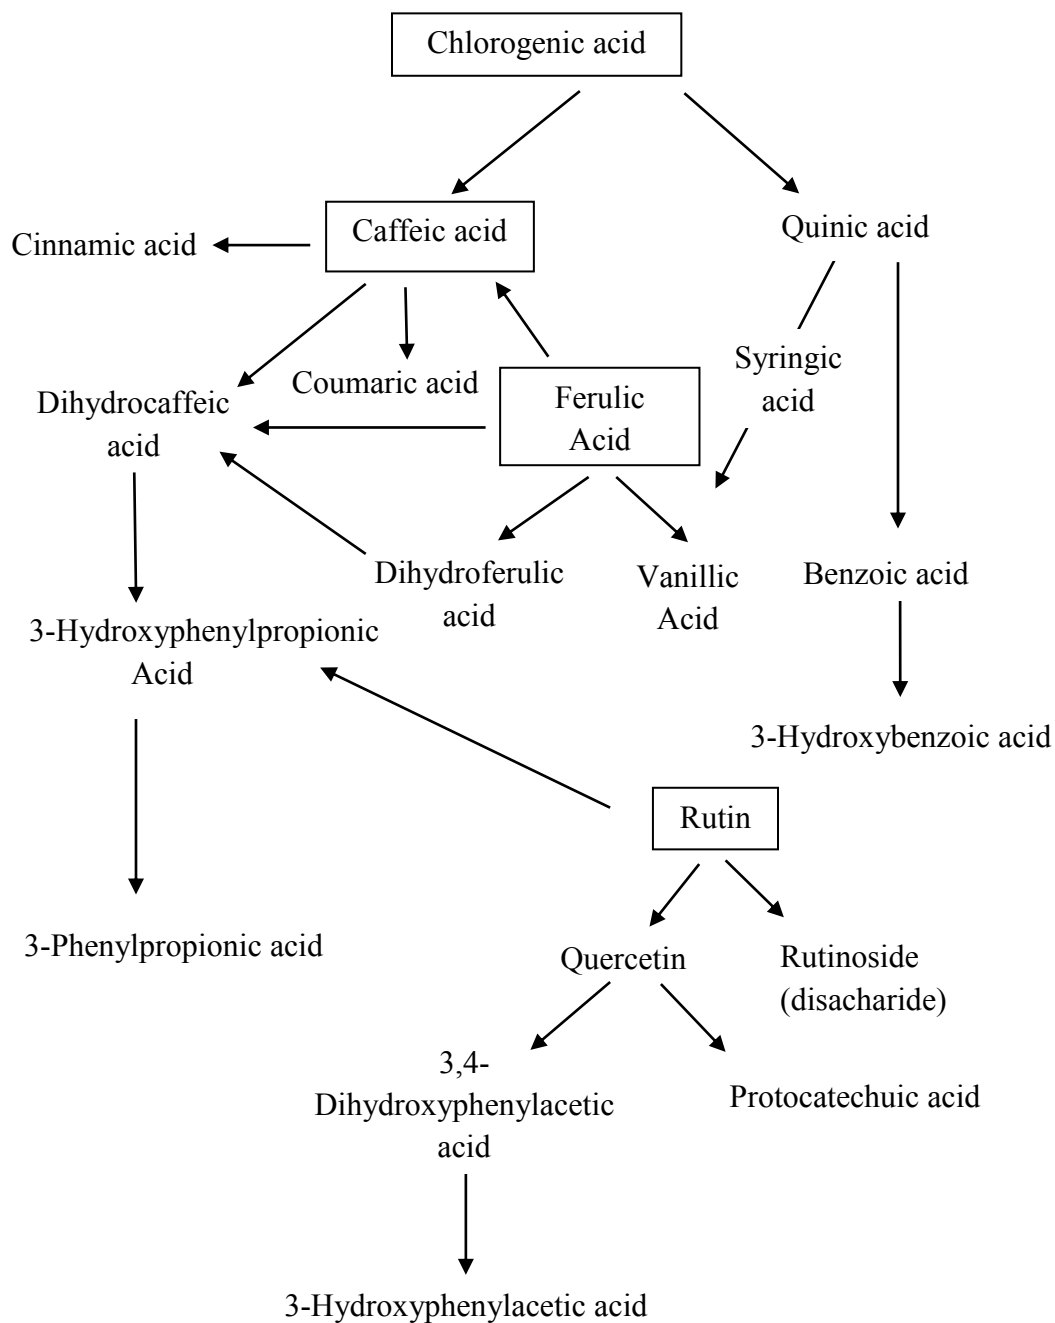 Chlorogenic acid
Caffeic acid
Quinic acid
Cinnamic acid
Syringic
acid
Coumaric acid
Ferulic
Acid
Dihydrocaffeic
acid
Dihydroferulic
acid
Vanillic
Acid
Benzoic acid
3-Hydroxyphenylpropionic
Acid
3-Hydroxybenzoic acid
Rutin
3-Phenylpropionic acid
Quercetin
Rutinoside
(disacharide)
3,4-
Dihydroxyphenylacetic
acid
Protocatechuic acid
3-Hydroxyphenylacetic acid